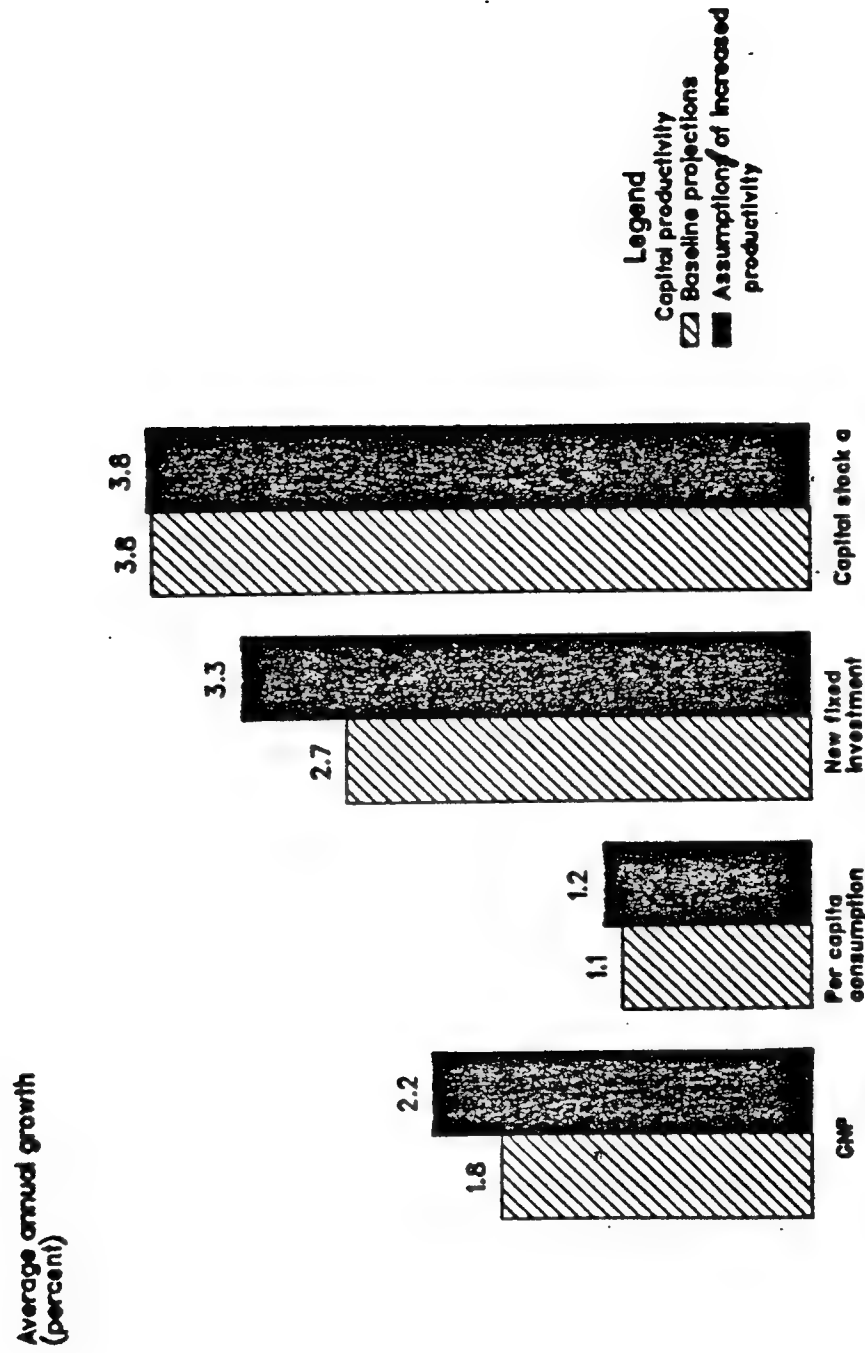 Average annual growth
(percent)
1.8
2.2
1.1
1.2
2.7
3.3
3.8
3.8
GNP
Per capita
consumption
New fixed
investment
Capital stock a
Legend
Capital productivity
Baseline projections
Assumptions of increased
productivity